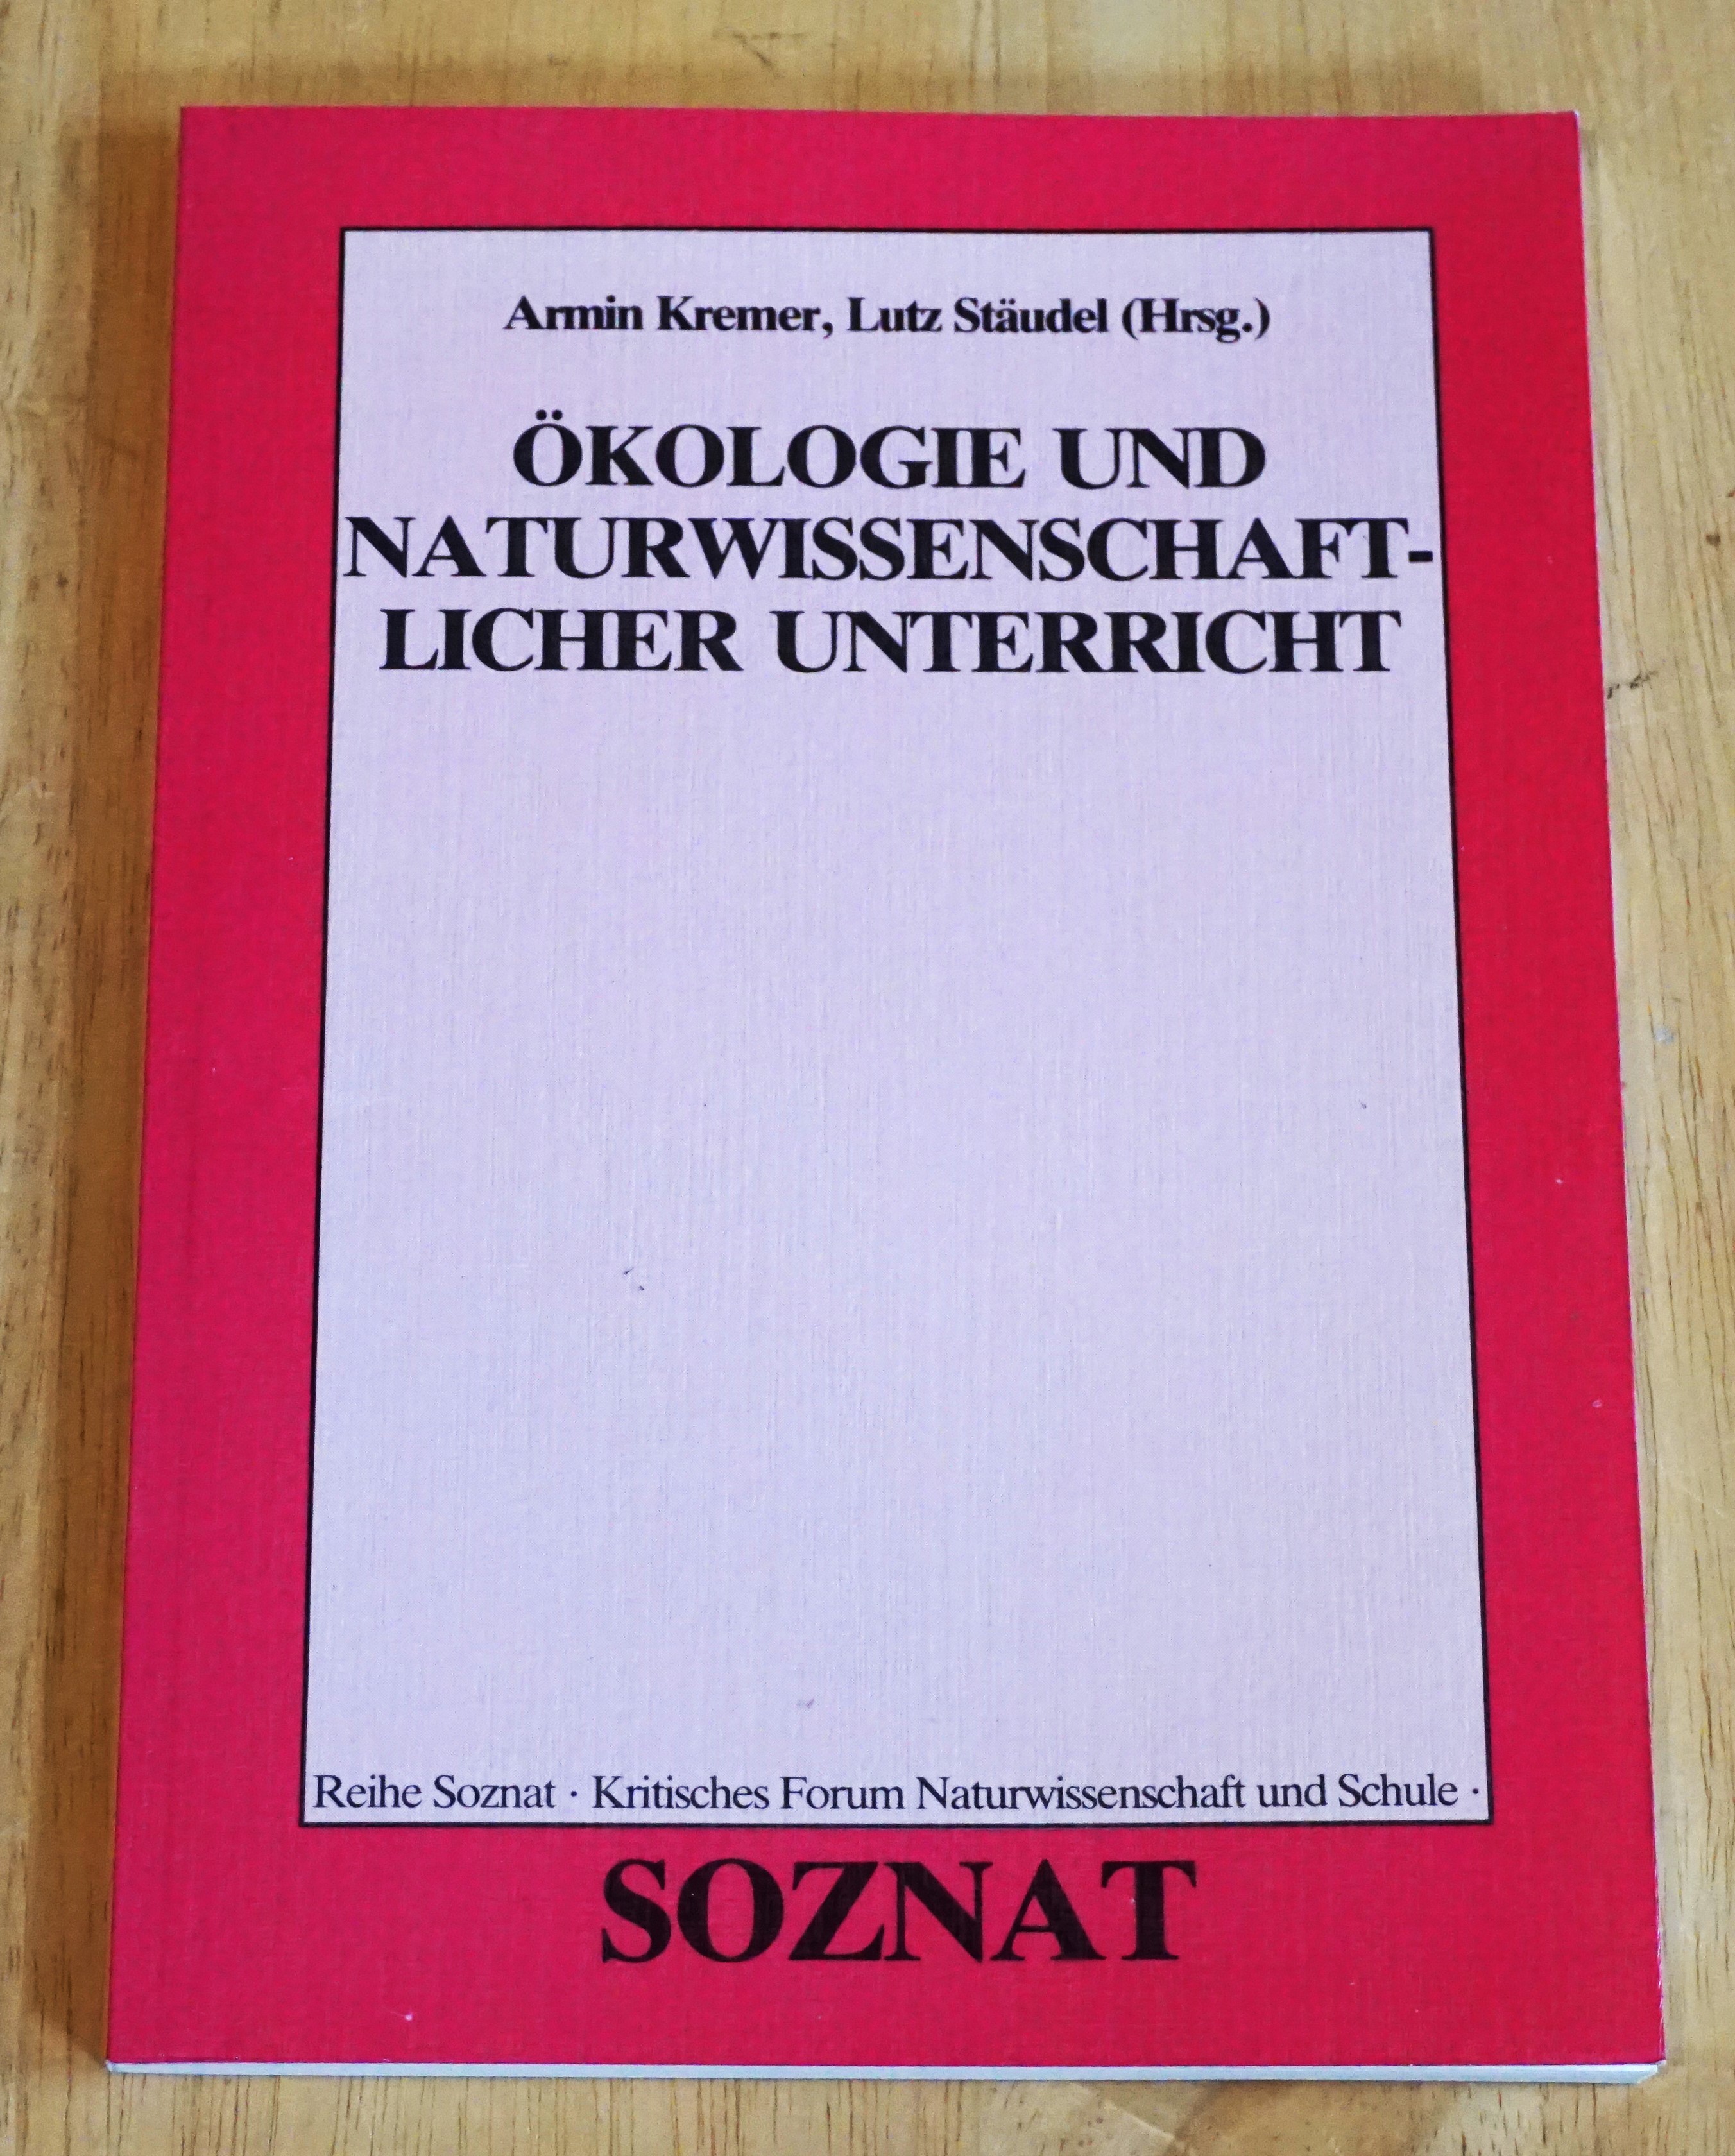 Armin Kremer, Lutz Stäudel (Hrsg.)
ÖKOLOGIE UND
NATURWISSENSCHAFT-
LICHER UNTERRICHT
Reihe Soznat · Kritisches Forum Naturwissenschaft und Schule ·
SOZNAT